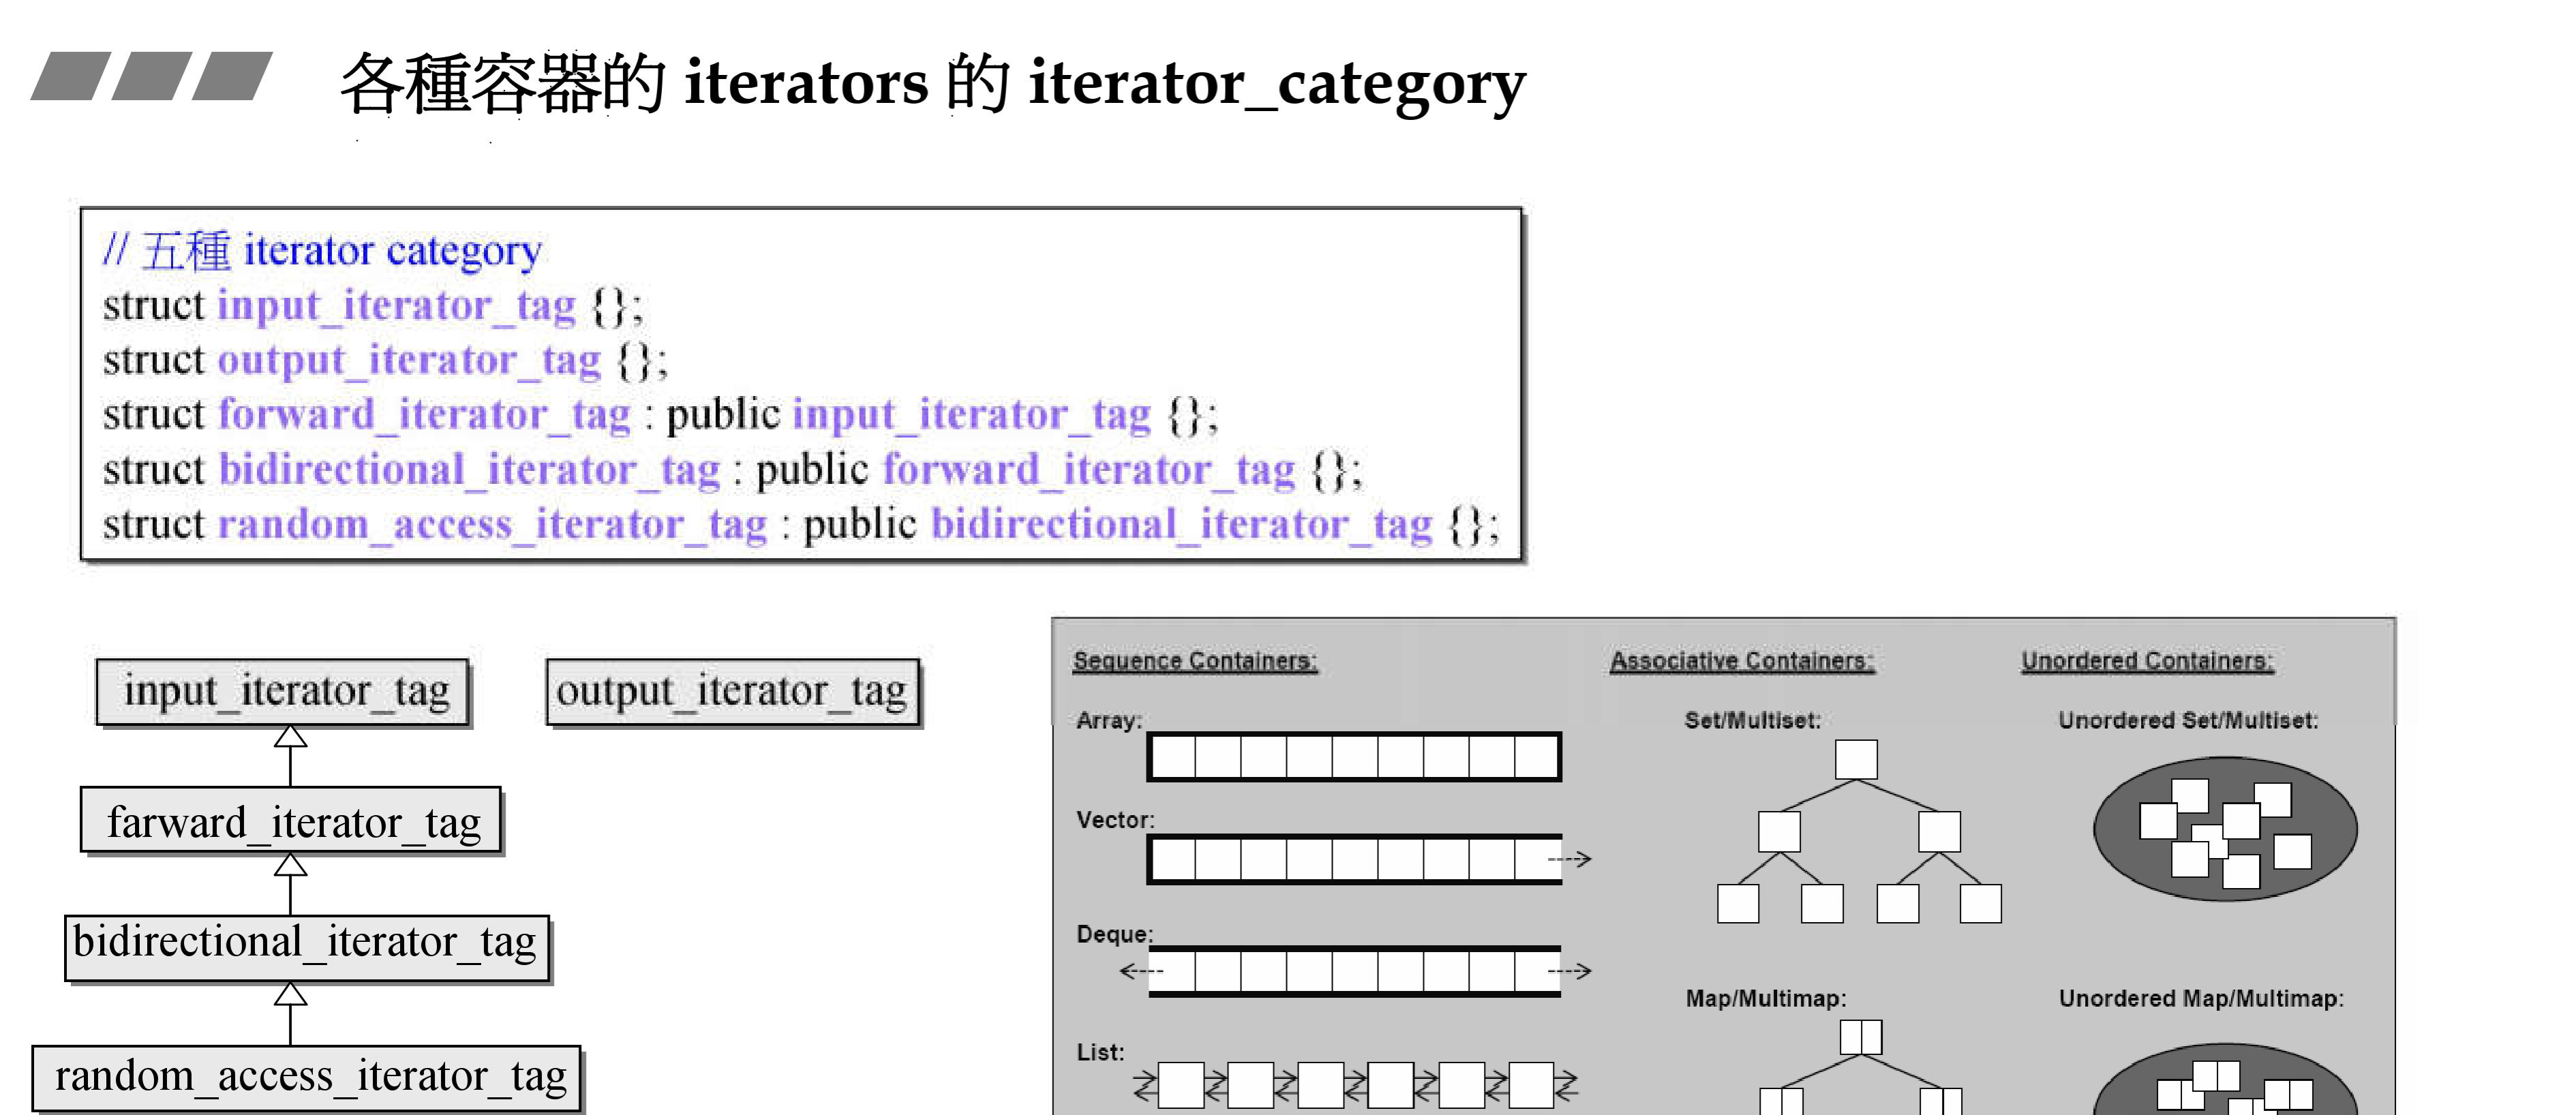 各種容器的 iterators 的 iterator_category
// 五種 iterator category
struct input_iterator_tag {};
struct output_iterator_tag {};
struct forward_iterator_tag : public input_iterator_tag {};
struct bidirectional_iterator_tag : public forward_iterator_tag {};
struct random_access_iterator_tag : public bidirectional_iterator_tag {};
input_iterator_tag
output_iterator_tag
farward_iterator_tag
bidirectional_iterator_tag
random_access_iterator_tag
Sequence Containers:
Array:
Vector:
Deque:
List:
Associative Containers:
Set/Multiset:
Map/Multimap:
Unordered Containers:
Unordered Set/Multiset:
Unordered Map/Multimap: